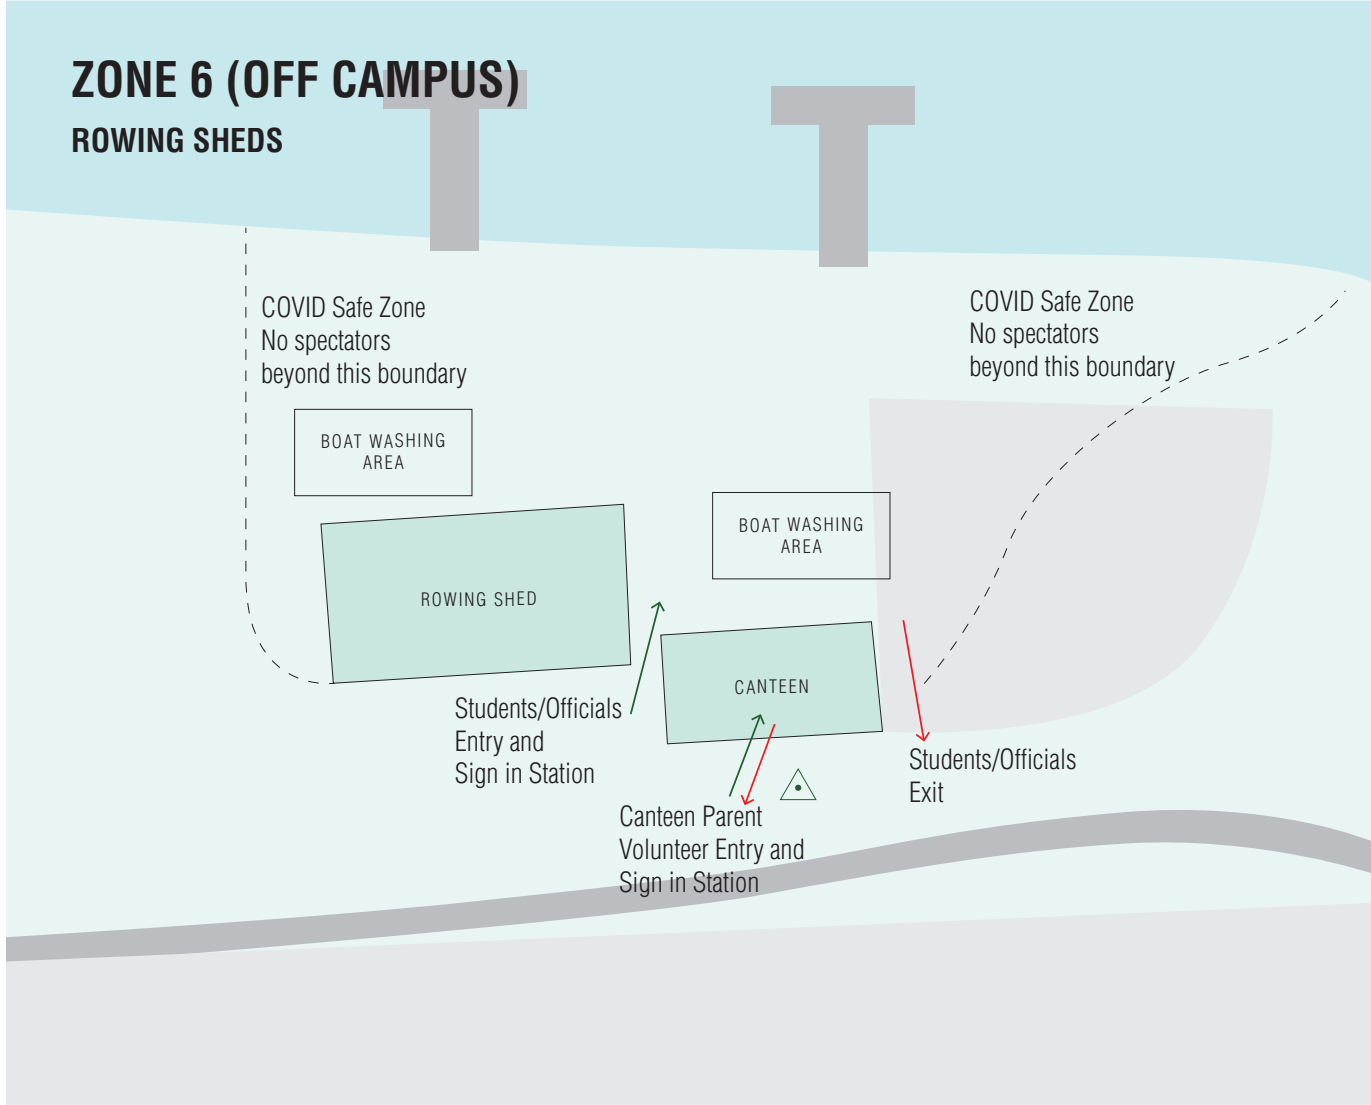 ZONE 6 (OFF CAMPUS)
ROWING SHEDS
COVID Safe Zone
No spectators
beyond this boundary
COVID Safe Zone
No spectators
beyond this boundary
BOAT WASHING
AREA
BOAT WASHING
AREA
ROWING SHED
CANTEEN
Students/Officials
Entry and
Sign in Station
Students/Officials
Exit
Canteen Parent
Volunteer Entry and
Sign in Station